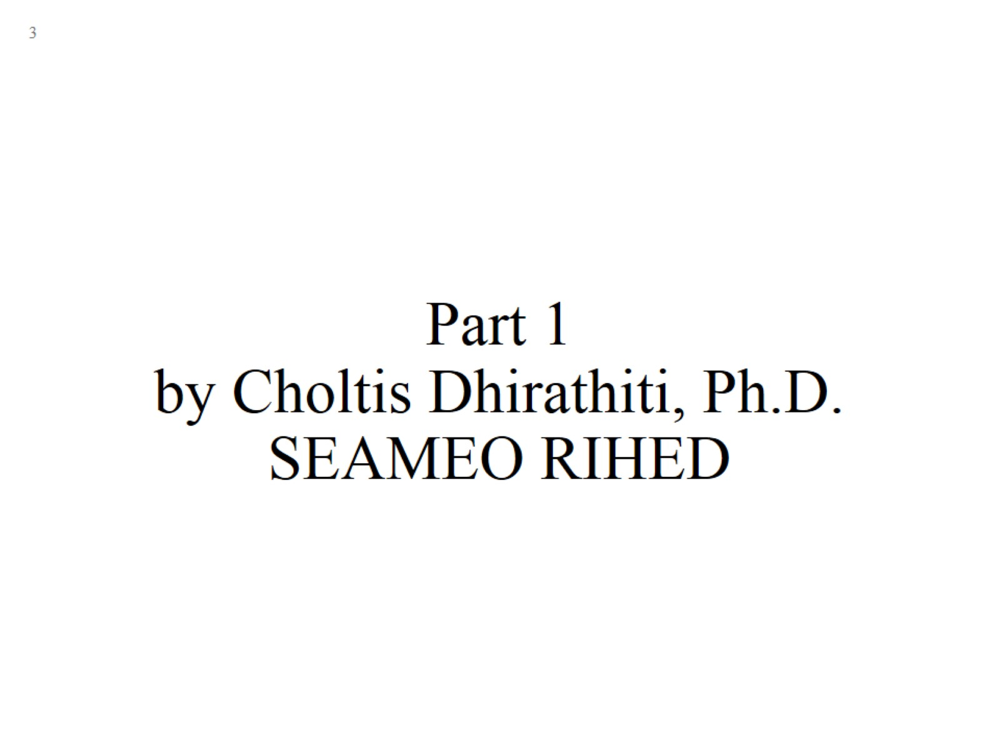 3
Part 1
by Choltis Dhirathiti, Ph.D.
SEAMEO RIHED